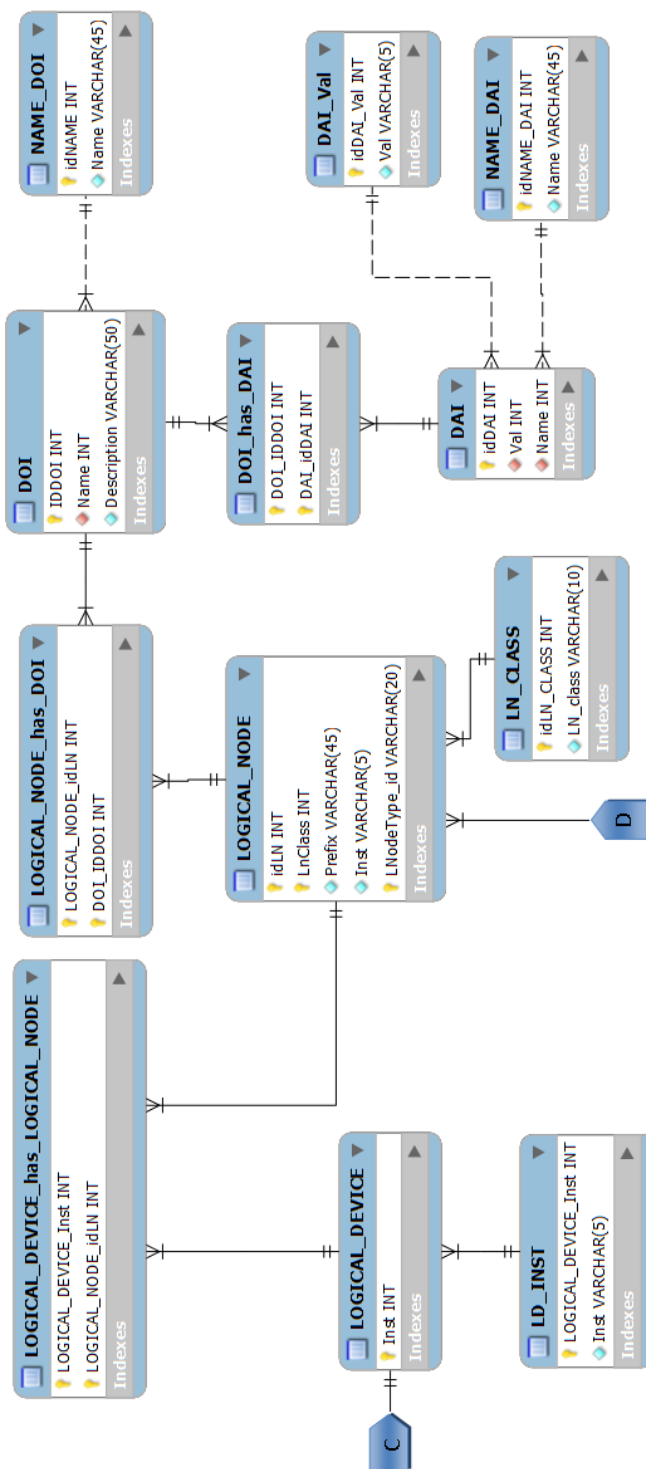 LOGICAL_DEVICE_has_LOGICAL_NODE
LOGICAL_DEVICE_Inst INT
LOGICAL_NODE_idLN INT
Indexes
LOGICAL_NODE_has_DOI
LOGICAL_NODE_idLN INT
DOI_IDDOI INT
Indexes
DOI
IDDOI INT
Name INT
Description VARCHAR(50)
Indexes
NAME_DOI
idNAME INT
Name VARCHAR(45)
Indexes
C
LOGICAL_DEVICE
Inst INT
Indexes
LOGICAL_NODE
idLN INT
LnClass INT
Prefix VARCHAR(45)
Inst VARCHAR(5)
LNodeType_id VARCHAR(20)
Indexes
DOI_has_DAI
DOI_IDDOI INT
DAI_idDAI INT
Indexes
DAI_Val
idDAI_Val INT
Val VARCHAR(5)
Indexes
LD_INST
LOGICAL_DEVICE_Inst INT
Inst VARCHAR(5)
Indexes
D
LN_CLASS
idLN_CLASS INT
LN_class VARCHAR(10)
Indexes
DAI
idDAI INT
Val INT
Name INT
Indexes
NAME_DAI
idNAME_DAI INT
Name VARCHAR(45)
Indexes